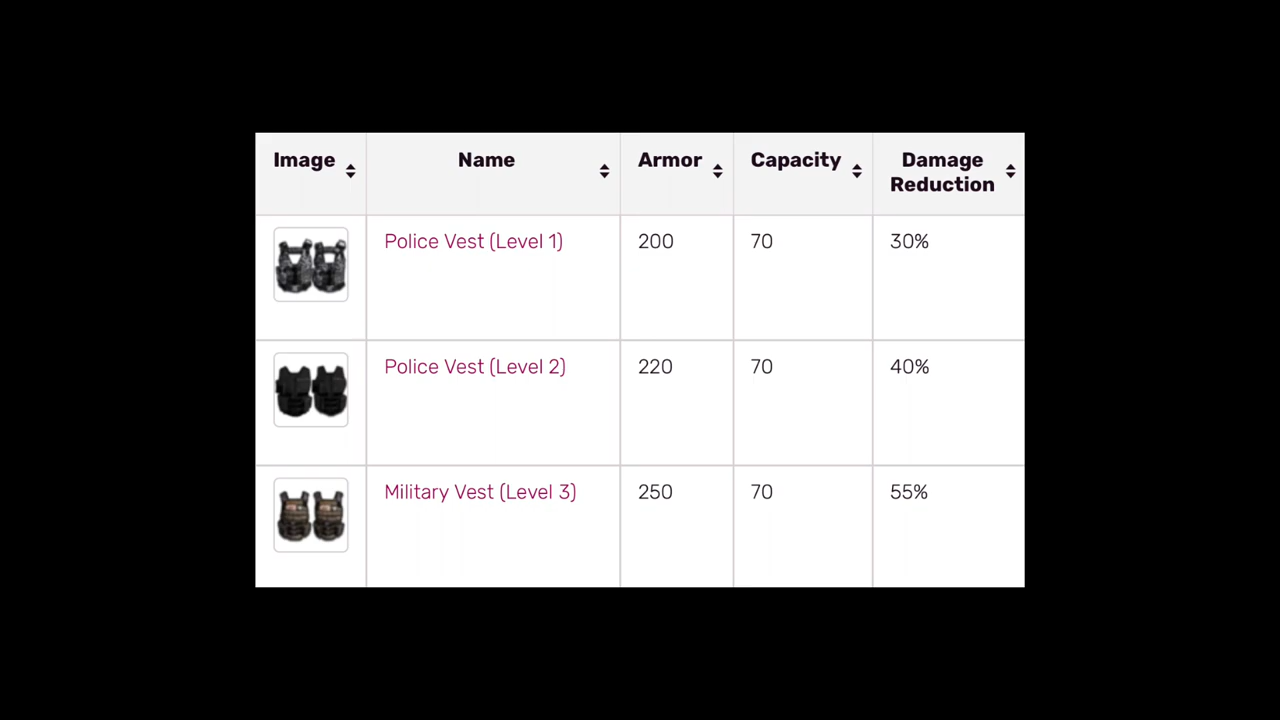 Image Name Armor Capacity Damage Reduction
Police Vest (Level 1) 200 70 30%
Police Vest (Level 2) 220 70 40%
Military Vest (Level 3) 250 70 55%